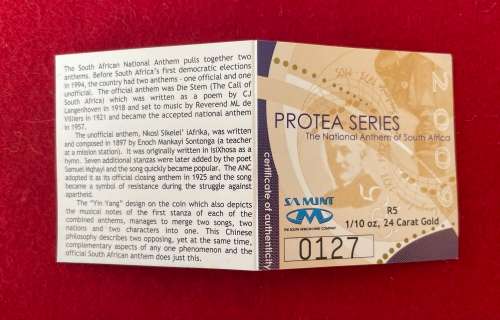 The South African National Anthem pulls together two
anthems. Before South Africa's first democratic elections
in 1994, the country had two anthems - one official and one
unofficial. The official anthem was Die Stem (The Call of
South Africa) which was written as a poem by CJ
Langenhoven in 1918 and set to music by Reverend ML de
Villiers in 1921 and became the accepted national anthem
in 1957.
The unofficial anthem, Nkosi Sikelel' iAfrika, was written
and composed in 1897 by Enoch Mankayi Sontonga (a teacher
at a mission station). It was originally written in IsiXhosa as a
hymn. Seven additional stanzas were later added by the poet
Samuel Mqhayi and the song quickly became popular. The ANC
adopted it as its official closing anthem in 1925 and the song
became a symbol of resistance during the struggle against
apartheid.
The "Yin Yang" design on the coin which also depicts
the musical notes of the first stanza of each of the
combined anthems, manages to merge two songs, two
nations and two characters into one. This Chinese
philosophy describes two opposing, yet at the same time,
complementary aspects of any one phenomenon and the
official South African anthem does just this.
certificate of authenticity
PROTEA SERIES
The National Anthem of South Africa
SA MINT
THE SOUTH AFRICAN MINT COMPANY
R5
1/10 oz, 24 Carat Gold
0127